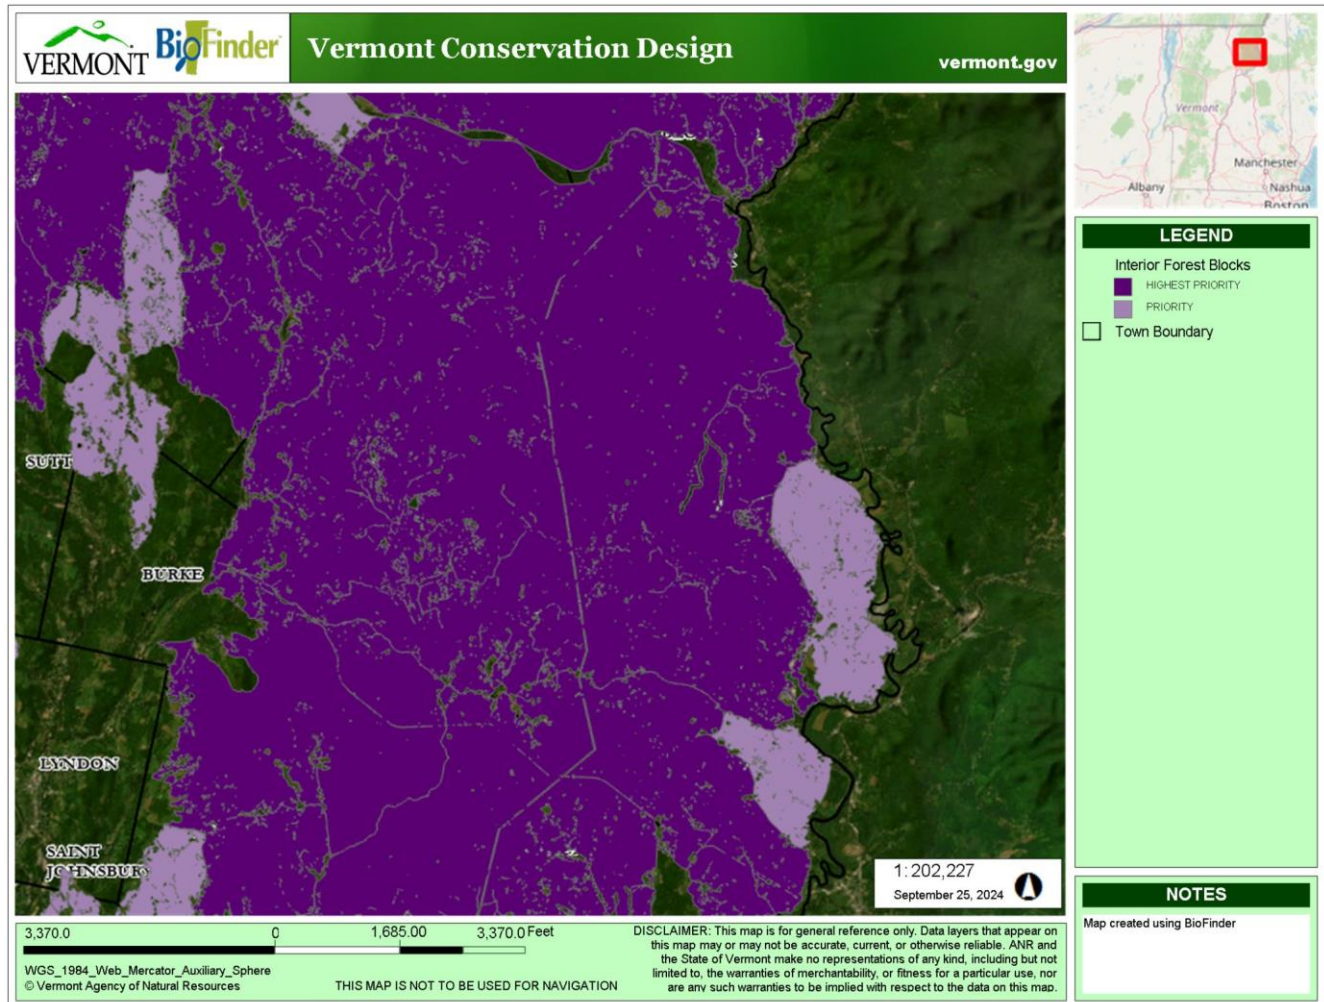 VERMONT
BioFinder
Vermont Conservation Design
vermont.gov
Vermont
Manchester
Albany
Nashua
Boston
LEGEND
Interior Forest Blocks
HIGHEST PRIORITY
PRIORITY
Town Boundary
SUTT
BURKE
LYNDON
SAINT
JOHNSBURY
1: 202,227
September 25, 2024
NOTES
Map created using BioFinder
3,370.0 0 1,685.00 3,370.0 Feet
WGS_1984_Web_Mercator_Auxiliary_Sphere
© Vermont Agency of Natural Resources
THIS MAP IS NOT TO BE USED FOR NAVIGATION
DISCLAIMER: This map is for general reference only. Data layers that appear on
this map may or may not be accurate, current, or otherwise reliable. ANR and
the State of Vermont make no representations of any kind, including but not
limited to, the warranties of merchantability, or fitness for a particular use, nor
are any such warranties to be implied with respect to the data on this map.